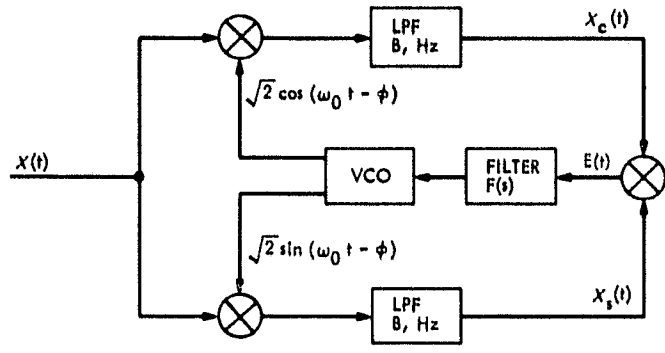 LPF
B, Hz
X_c(t)
√2 cos (ω_0 t - φ)
X(t)
VCO
FILTER
F(s)
E(t)
√2 sin (ω_0 t - φ)
LPF
B, Hz
X_s(t)